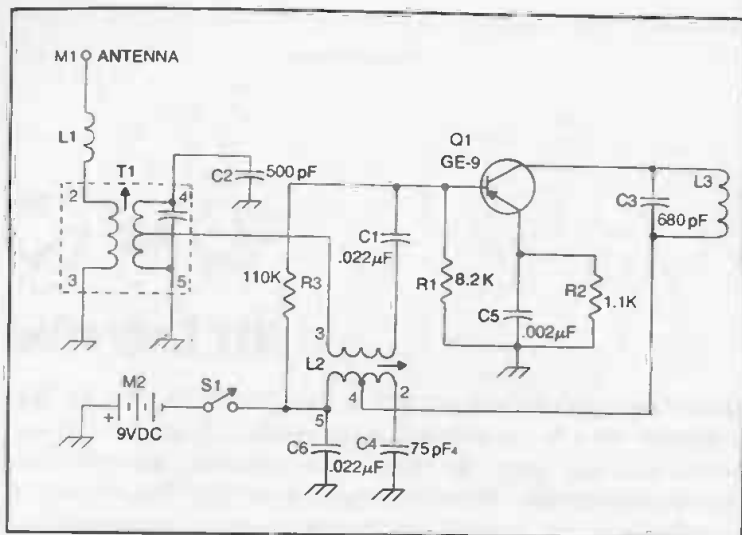 M1 ANTENNA
L1
T1
2
4
3
5
C2 500 pF
Q1
GE-9
L3
C3
680 pF
C1
.022µF
110K R3
R1 8.2K
R2
1.1K
C5
.002µF
3
L2
4
2
5
M2
S1
+
9VDC
C6
.022µF
C4 75 pF4